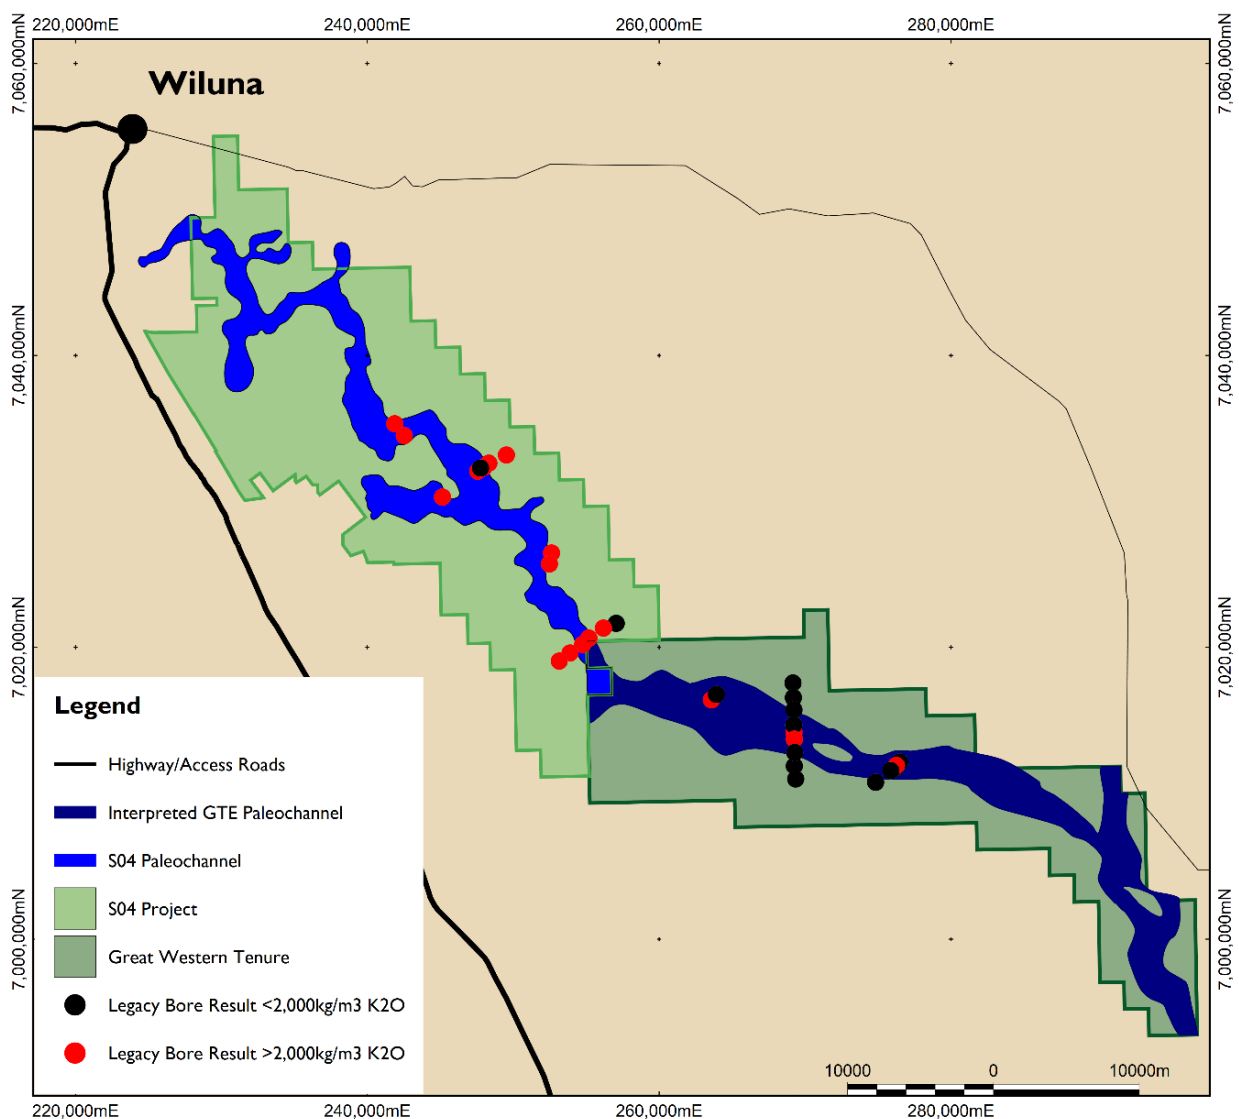 220,000mE 240,000mE 260,000mE 280,000mE
7,060,000mN 7,060,000mN
Wiluna
7,040,000mN 7,040,000mN
7,020,000mN 7,020,000mN
Legend
Highway/Access Roads
Interpreted GTE Paleochannel
S04 Paleochannel
S04 Project
Great Western Tenure
Legacy Bore Result <2,000kg/m3 K2O
Legacy Bore Result >2,000kg/m3 K2O
7,000,000mN 7,000,000mN
10000 0 10000m
220,000mE 240,000mE 260,000mE 280,000mE